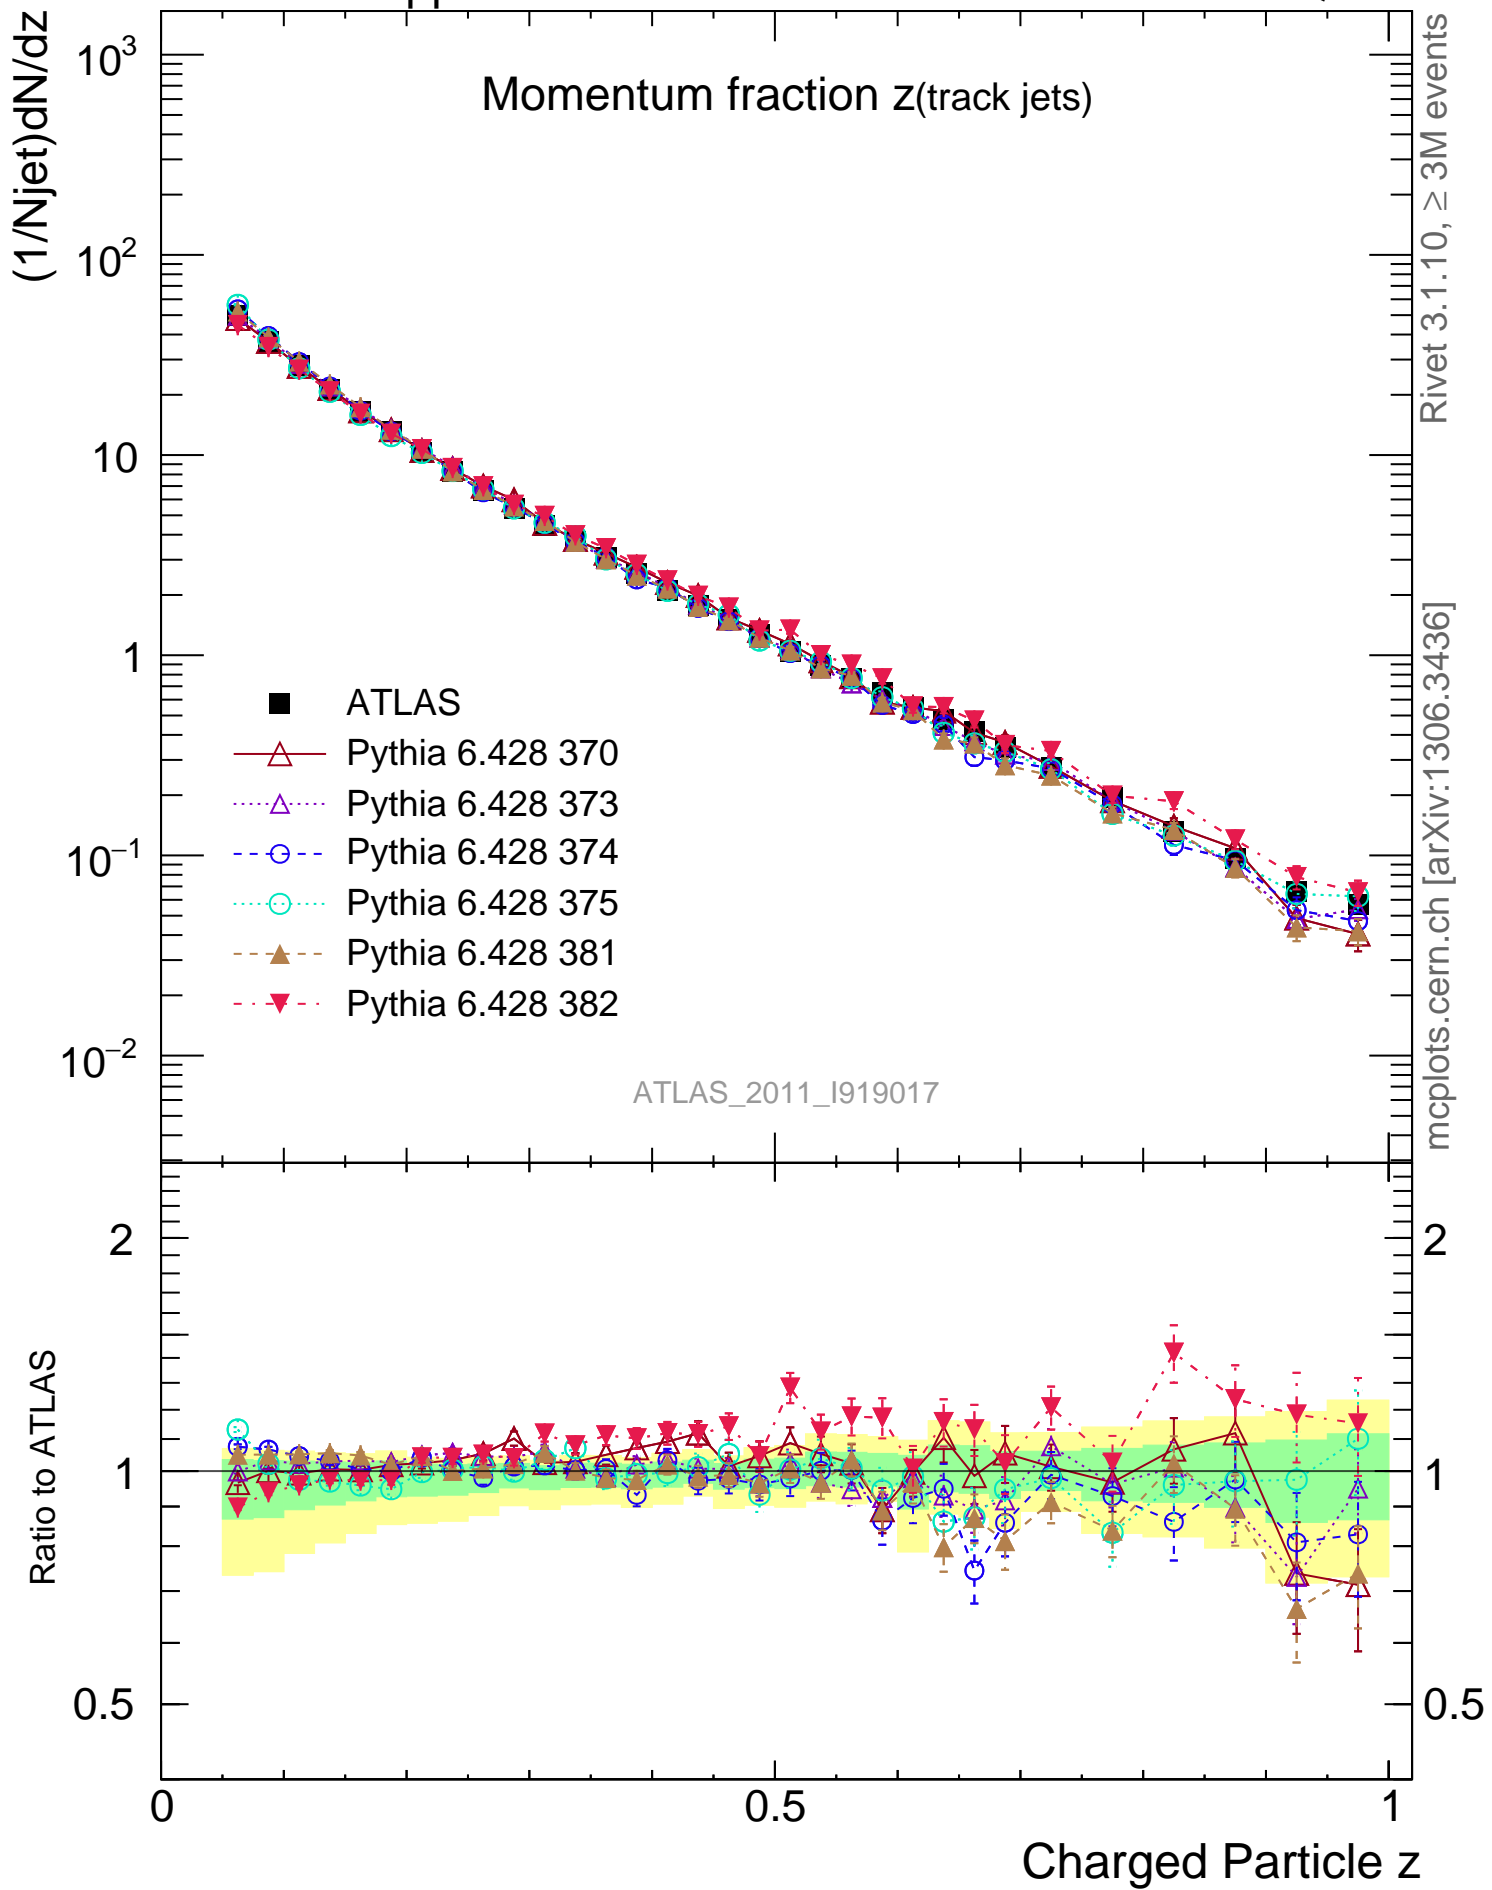 (1/Njet)dN/dz
Momentum fraction z(track jets)
10³
10²
10
1
10⁻¹
10⁻²
ATLAS
Pythia 6.428 370
Pythia 6.428 373
Pythia 6.428 374
Pythia 6.428 375
Pythia 6.428 381
Pythia 6.428 382
ATLAS_2011_I919017
Rivet 3.1.10, ≥ 3M events
mcplots.cern.ch [arXiv:1306.3436]
Ratio to ATLAS
2
1
0.5
2
1
0.5
0 0.5 1
Charged Particle z